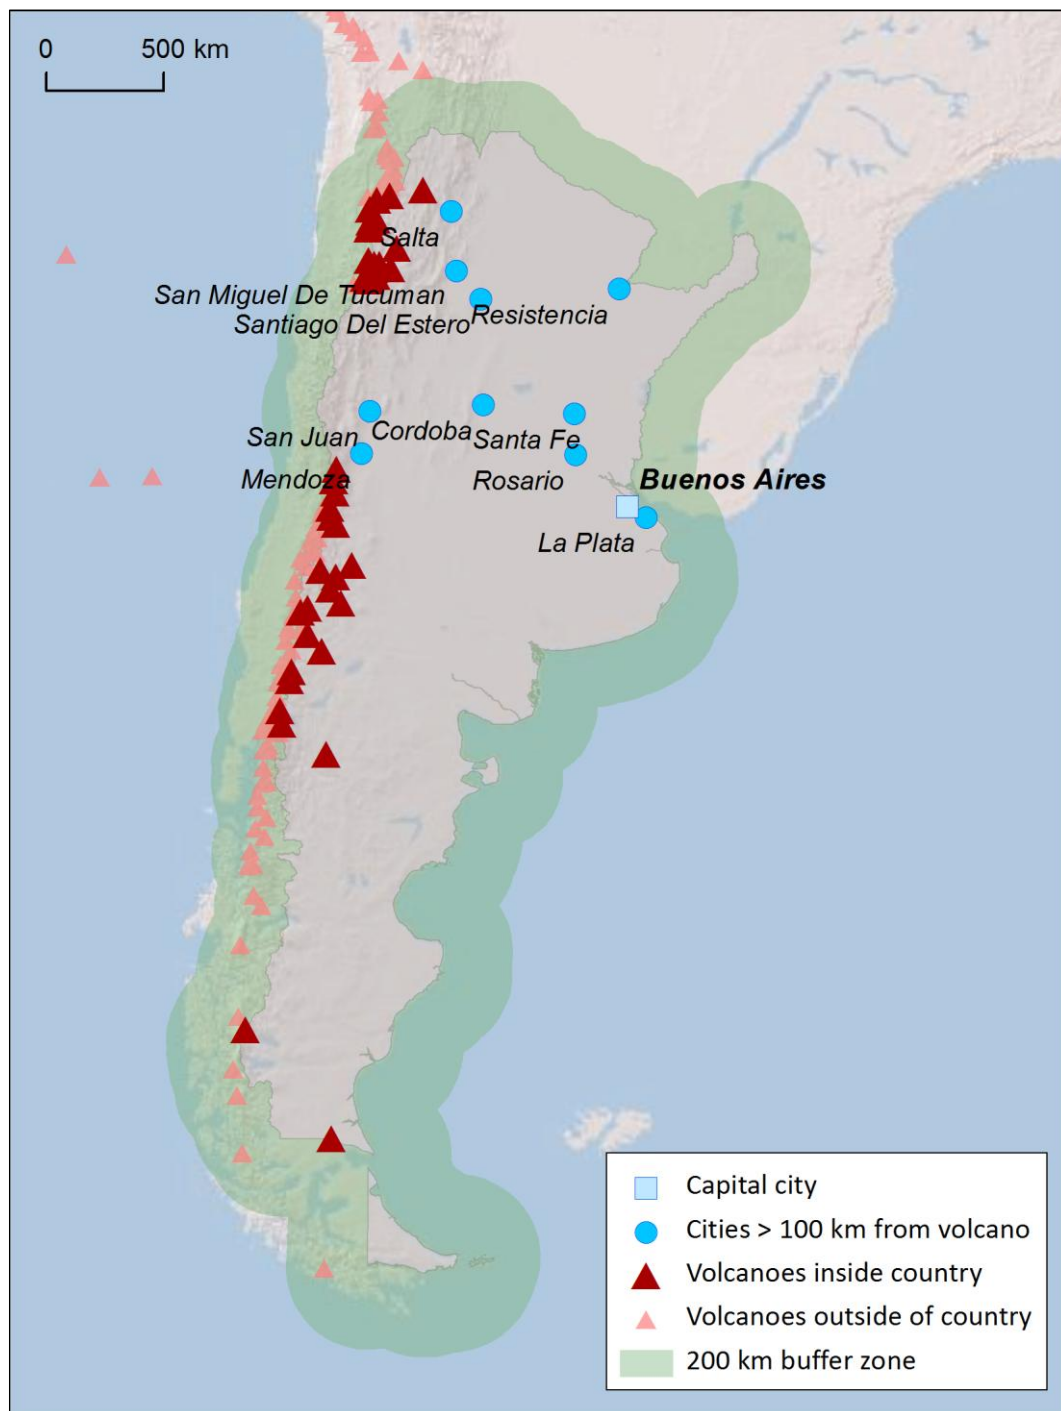 0 500 km
Salta
San Miguel De Tucuman
Santiago Del Estero
Resistencia
San Juan
Cordoba
Santa Fe
Mendoza
Rosario
Buenos Aires
La Plata
Capital city
Cities > 100 km from volcano
Volcanoes inside country
Volcanoes outside of country
200 km buffer zone